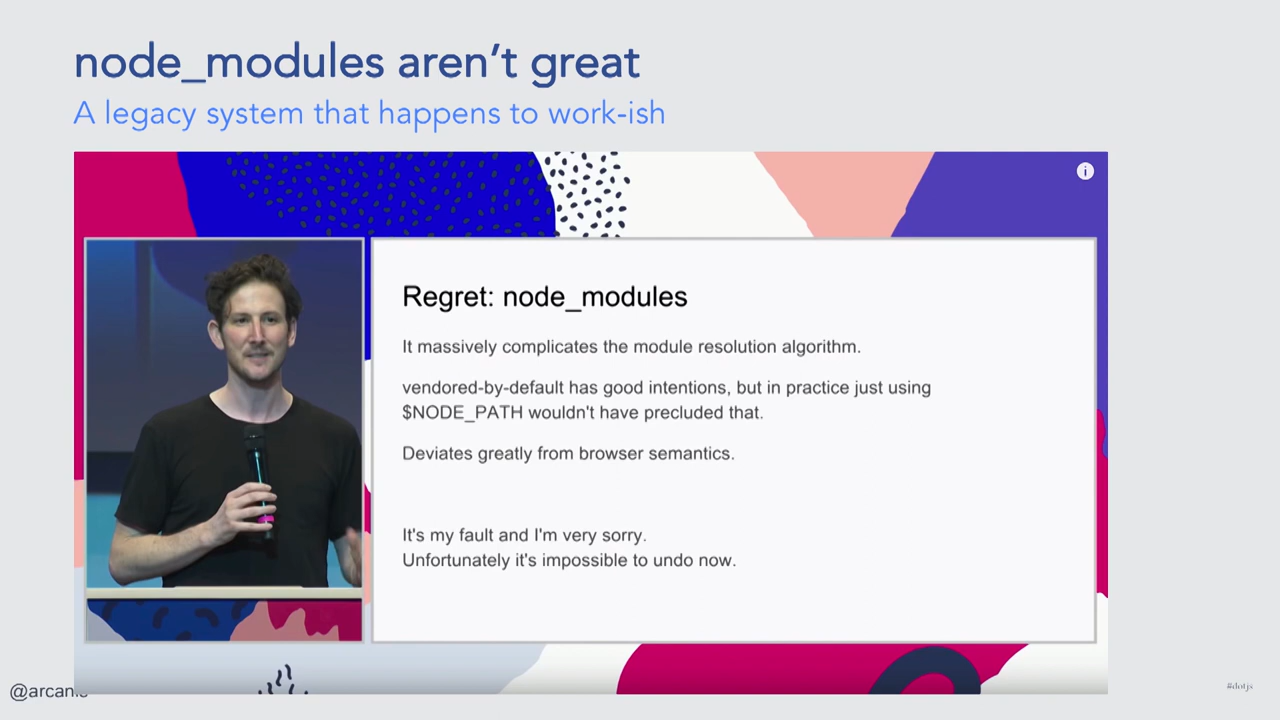 node_modules aren’t great
A legacy system that happens to work-ish
i
Regret: node_modules
It massively complicates the module resolution algorithm.
vendored-by-default has good intentions, but in practice just using
$NODE_PATH wouldn't have precluded that.
Deviates greatly from browser semantics.
It's my fault and I'm very sorry.
Unfortunately it's impossible to undo now.
#dotjs